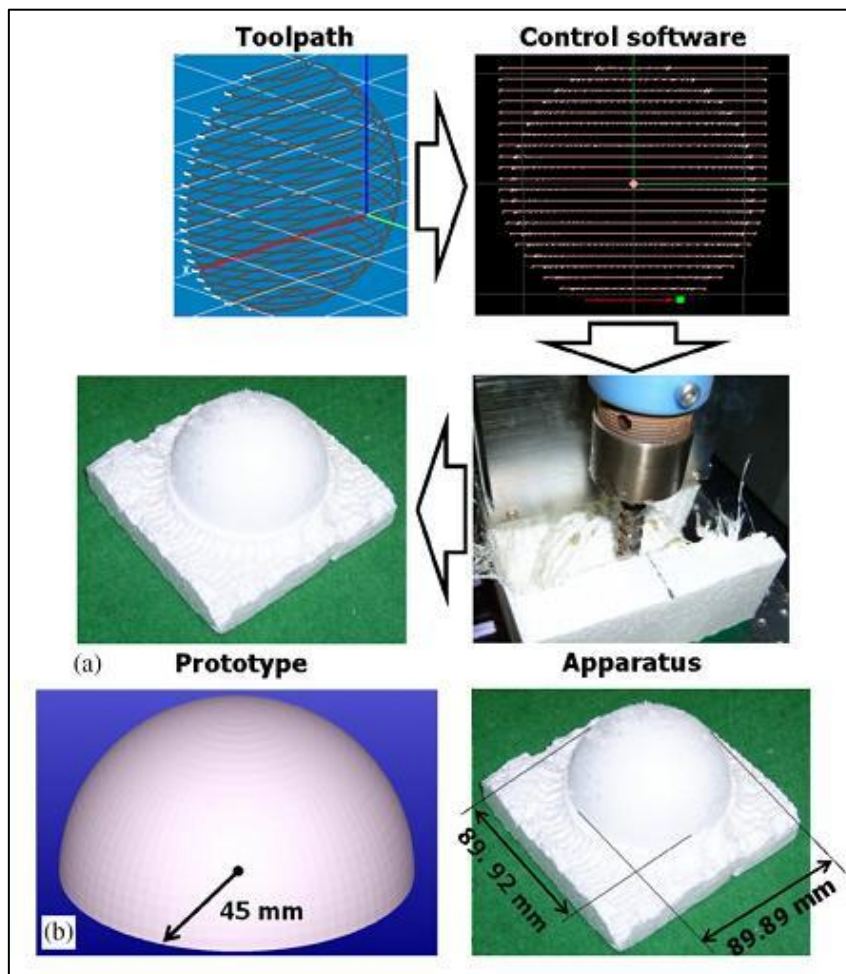 Toolpath
Control software
(a)
Prototype
Apparatus
45 mm
(b)
89. 92 mm
89.89 mm